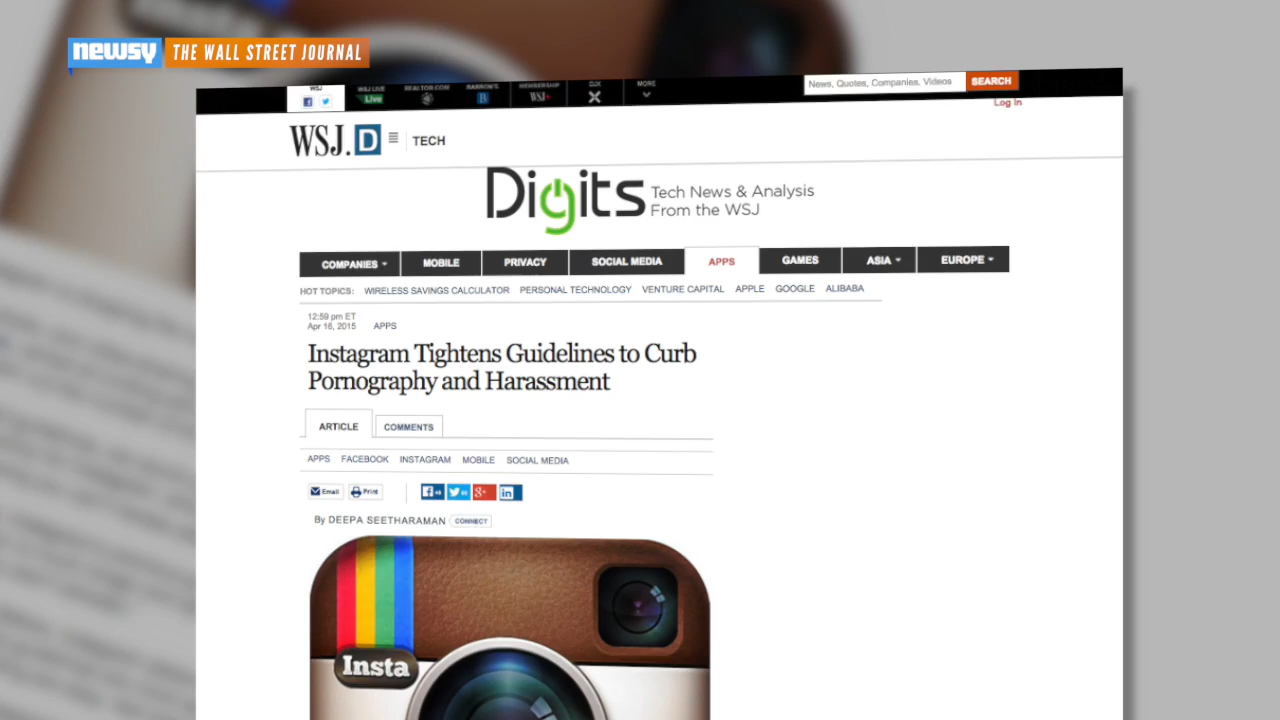 newsy THE WALL STREET JOURNAL
WSJ WSJ LIVE REALTOR.COM BARRON'S MEMBERSHIP DJX MORE
Live B WSJ+
News, Quotes, Companies, Videos SEARCH
Log In
WSJ.D TECH
Digits Tech News & Analysis
From the WSJ
COMPANIES MOBILE PRIVACY SOCIAL MEDIA APPS GAMES ASIA EUROPE
HOT TOPICS: WIRELESS SAVINGS CALCULATOR PERSONAL TECHNOLOGY VENTURE CAPITAL APPLE GOOGLE ALIBABA
12:59 pm ET
Apr 16, 2015 APPS
Instagram Tightens Guidelines to Curb
Pornography and Harassment
ARTICLE COMMENTS
APPS FACEBOOK INSTAGRAM MOBILE SOCIAL MEDIA
Email Print f g+ in
By DEEPA SEETHARAMAN CONNECT
Insta